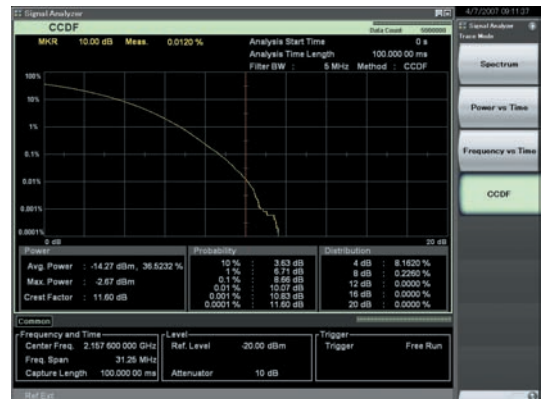 Signal Analyzer
4/7/2007 09:11:37
CCDF
Data Count 5000000
MKR 10.00 dB Meas. 0.0120 %
Analysis Start Time 0 s
Analysis Time Length 100.000 00 ms
Filter BW : 5 MHz Method : CCDF
100%
10%
1%
0.1%
0.01%
0.001%
0.0001%
0 dB
20 dB
Power
Avg. Power : -14.27 dBm, 36.5232 %
Max. Power : -2.67 dBm
Crest Factor : 11.60 dB
Probability
10 % : 3.63 dB
1 % : 6.71 dB
0.1 % : 8.66 dB
0.01 % : 10.07 dB
0.001 % : 10.83 dB
0.0001 % : 11.60 dB
Distribution
4 dB : 8.1620 %
8 dB : 0.2260 %
12 dB : 0.0000 %
16 dB : 0.0000 %
20 dB : 0.0000 %
Common
Frequency and Time
Center Freq. 2.157 600 000 GHz
Freq. Span 31.25 MHz
Capture Length 100.000 00 ms
Level
Ref. Level -20.00 dBm
Attenuator 10 dB
Trigger
Trigger Free Run
Ref.Ext
Signal Analyzer
Trace Mode
Spectrum
Power vs Time
Frequency vs Time
CCDF